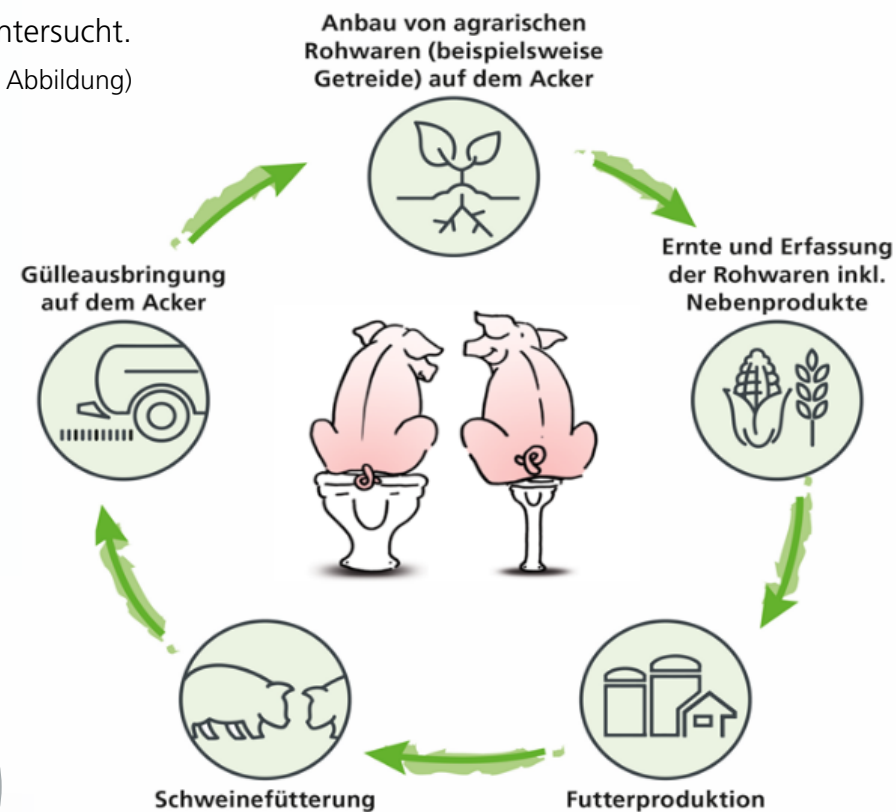 ntersucht.
Abbildung)
Anbau von agrarischen
Rohwaren (beispielsweise
Getreide) auf dem Acker
Ernte und Erfassung
der Rohwaren inkl.
Nebenprodukte
Gülleausbringung
auf dem Acker
Schweinefütterung
Futterproduktion